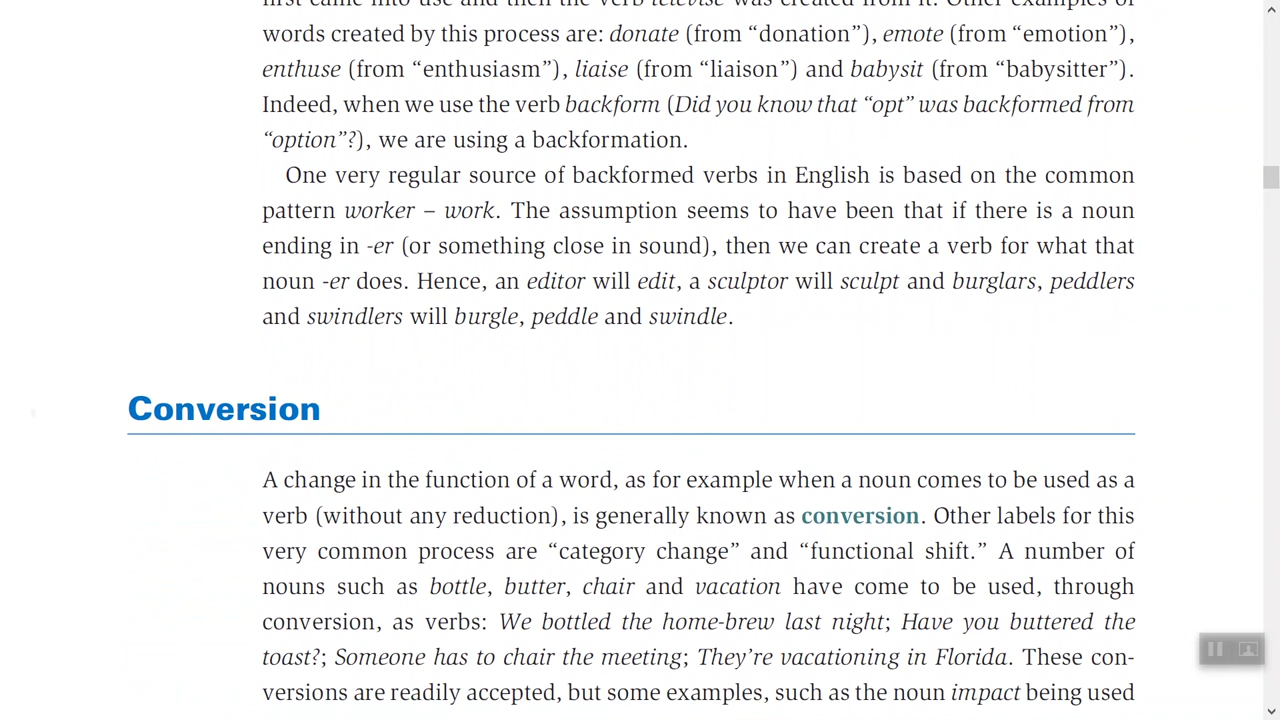 words created by this process are: donate (from “donation”), emote (from “emotion”),
enthuse (from “enthusiasm”), liaise (from “liaison”) and babysit (from “babysitter”).
Indeed, when we use the verb backform (Did you know that “opt” was backformed from
“option”?), we are using a backformation.
One very regular source of backformed verbs in English is based on the common
pattern worker – work. The assumption seems to have been that if there is a noun
ending in -er (or something close in sound), then we can create a verb for what that
noun -er does. Hence, an editor will edit, a sculptor will sculpt and burglars, peddlers
and swindlers will burgle, peddle and swindle.
Conversion
A change in the function of a word, as for example when a noun comes to be used as a
verb (without any reduction), is generally known as conversion. Other labels for this
very common process are “category change” and “functional shift.” A number of
nouns such as bottle, butter, chair and vacation have come to be used, through
conversion, as verbs: We bottled the home-brew last night; Have you buttered the
toast?; Someone has to chair the meeting; They’re vacationing in Florida. These con-
versions are readily accepted, but some examples, such as the noun impact being used